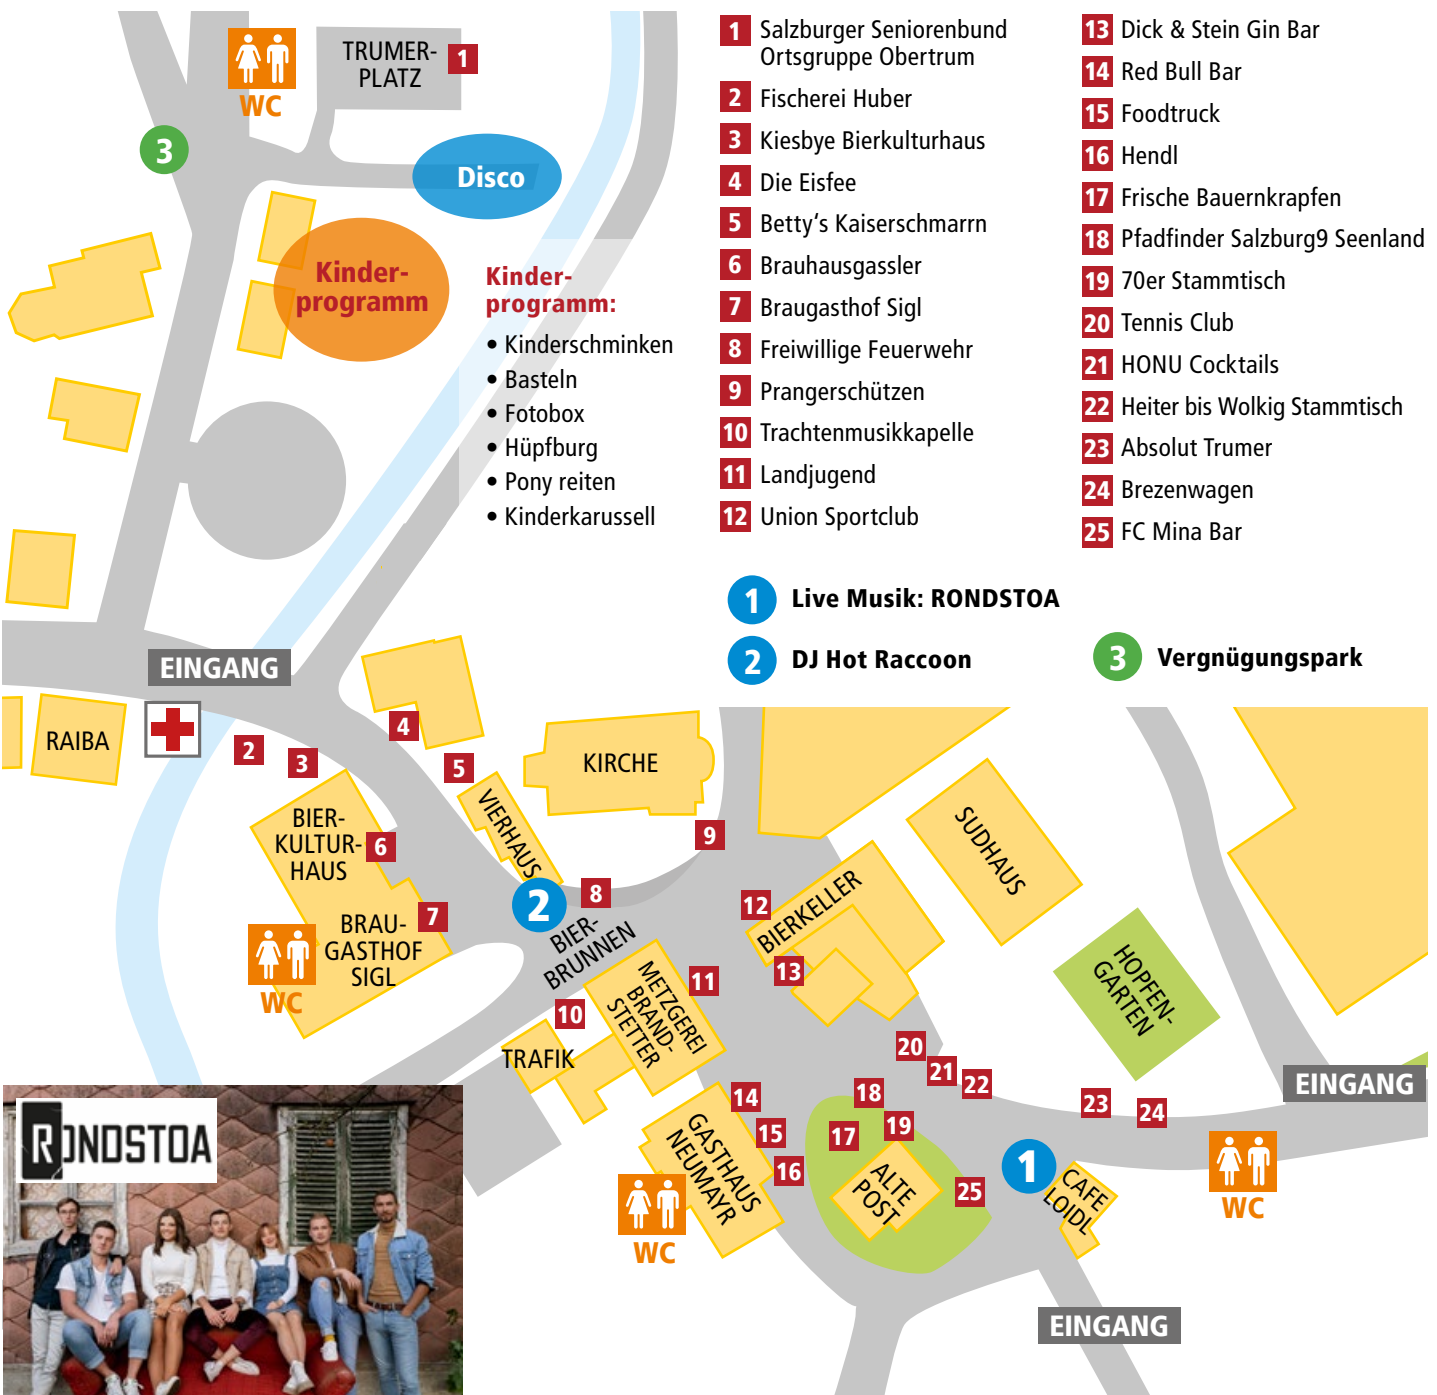 WC
TRUMER-
PLATZ
1
3
Disco
Kinder-
programm
Kinder-
programm:
• Kinderschminken
• Basteln
• Fotobox
• Hüpfburg
• Pony reiten
• Kinderkarussell
1 Salzburger Seniorenbund
Ortsgruppe Obertrum
2 Fischerei Huber
3 Kiesbye Bierkulturhaus
4 Die Eisfee
5 Betty's Kaiserschmarrn
6 Brauhausgassler
7 Braugasthof Sigl
8 Freiwillige Feuerwehr
9 Prangerschützen
10 Trachtenmusikkapelle
11 Landjugend
12 Union Sportclub
13 Dick & Stein Gin Bar
14 Red Bull Bar
15 Foodtruck
16 Hendl
17 Frische Bauernkrapfen
18 Pfadfinder Salzburg9 Seenland
19 70er Stammtisch
20 Tennis Club
21 HONU Cocktails
22 Heiter bis Wolkig Stammtisch
23 Absolut Trumer
24 Brezenwagen
25 FC Mina Bar
1 Live Musik: RONDSTOA
2 DJ Hot Raccoon
3 Vergnügungspark
EINGANG
RAIBA
2
3
4
5
KIRCHE
VIERHAUS
BIER-
KULTUR-
HAUS
6
7
BRAU-
GASTHOF
SIGL
WC
2
8
9
BIER-
BRUNNEN
10
TRAFIK
METZGEREI
BRAND-
STETTER
11
12
BIERKELLER
13
SUDHAUS
HOPFEN-
GARTEN
EINGANG
20
21
22
23
24
14
15
16
GASTHAUS
NEUMAYR
WC
17
18
19
ALTE
POST
25
1
CAFE
LOIDL
WC
EINGANG
RONDSTOA